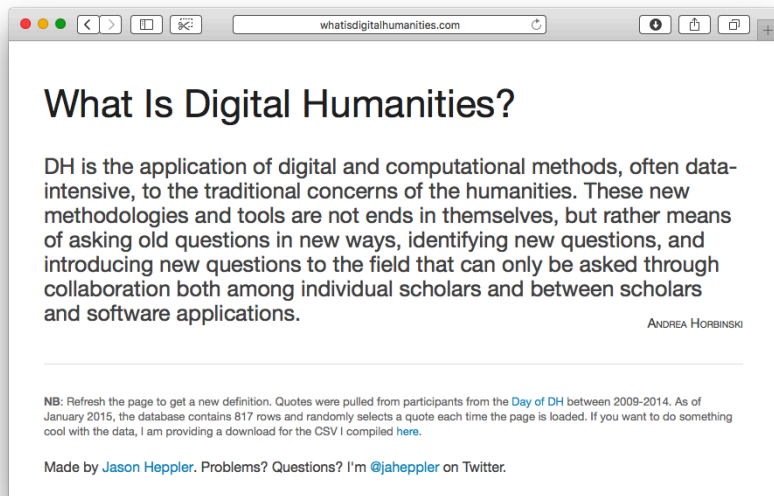 whatisdigitalhumanities.com
What Is Digital Humanities?
DH is the application of digital and computational methods, often data-
intensive, to the traditional concerns of the humanities. These new
methodologies and tools are not ends in themselves, but rather means
of asking old questions in new ways, identifying new questions, and
introducing new questions to the field that can only be asked through
collaboration both among individual scholars and between scholars
and software applications.
Andrea Horbinski
NB: Refresh the page to get a new definition. Quotes were pulled from participants from the Day of DH between 2009-2014. As of
January 2015, the database contains 817 rows and randomly selects a quote each time the page is loaded. If you want to do something
cool with the data, I am providing a download for the CSV I compiled here.
Made by Jason Heppler. Problems? Questions? I'm @jaheppler on Twitter.